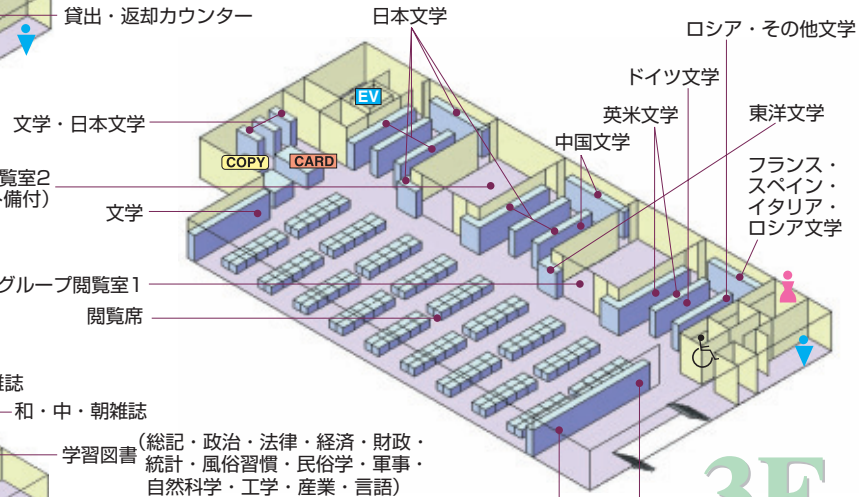 貸出・返却カウンター
日本文学
ロシア・その他文学
ドイツ文学
英米文学
東洋文学
中国文学
フランス・
スペイン・
イタリア・
ロシア文学
EV
文学・日本文学
COPY
CARD
覧室2
備付)
文学
グループ閲覧室1
閲覧席
雑誌
和・中・朝雑誌
学習図書
(総記・政治・法律・経済・財政・
統計・風俗習慣・民俗学・軍事・
自然科学・工学・産業・言語)
3F